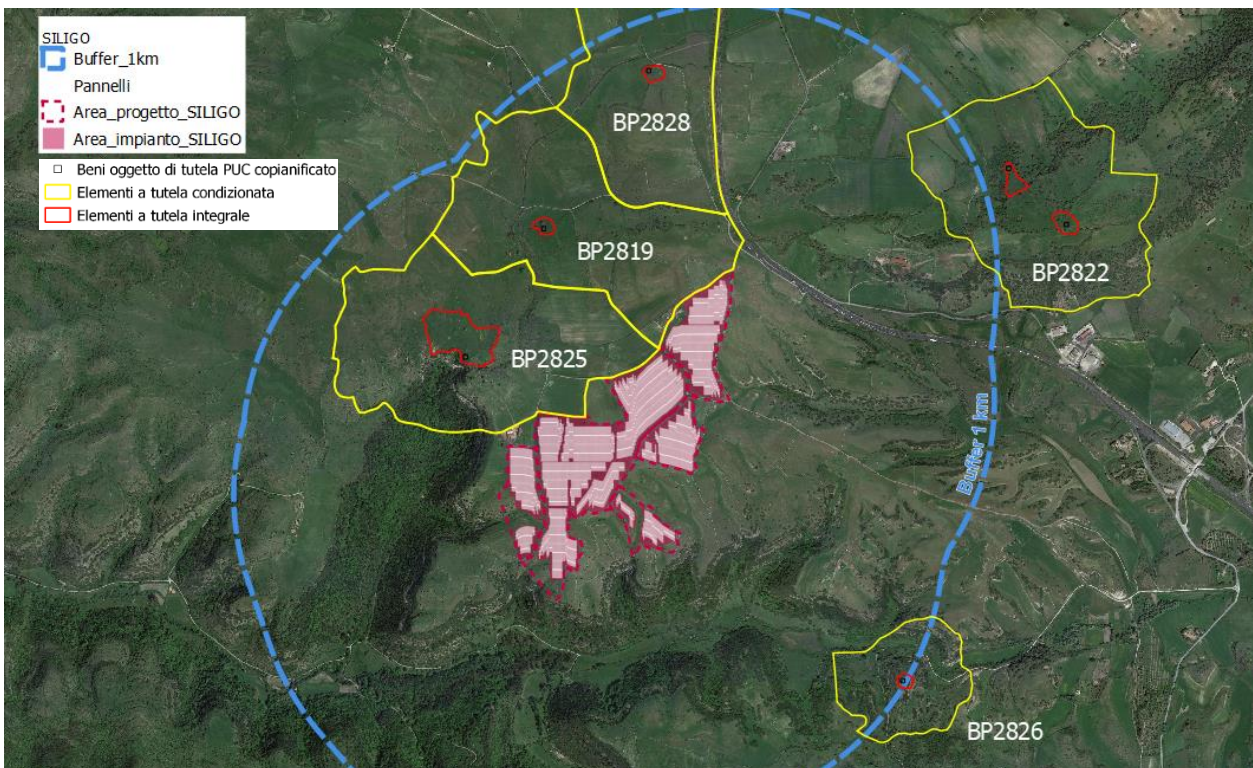 SILIGO
Buffer_1km
Pannelli
Area_progetto_SILIGO
Area_impianto_SILIGO
Beni oggetto di tutela PUC copianificato
Elementi a tutela condizionata
Elementi a tutela integrale
BP2828
BP2819
BP2822
BP2825
Buffer 1 km
BP2826